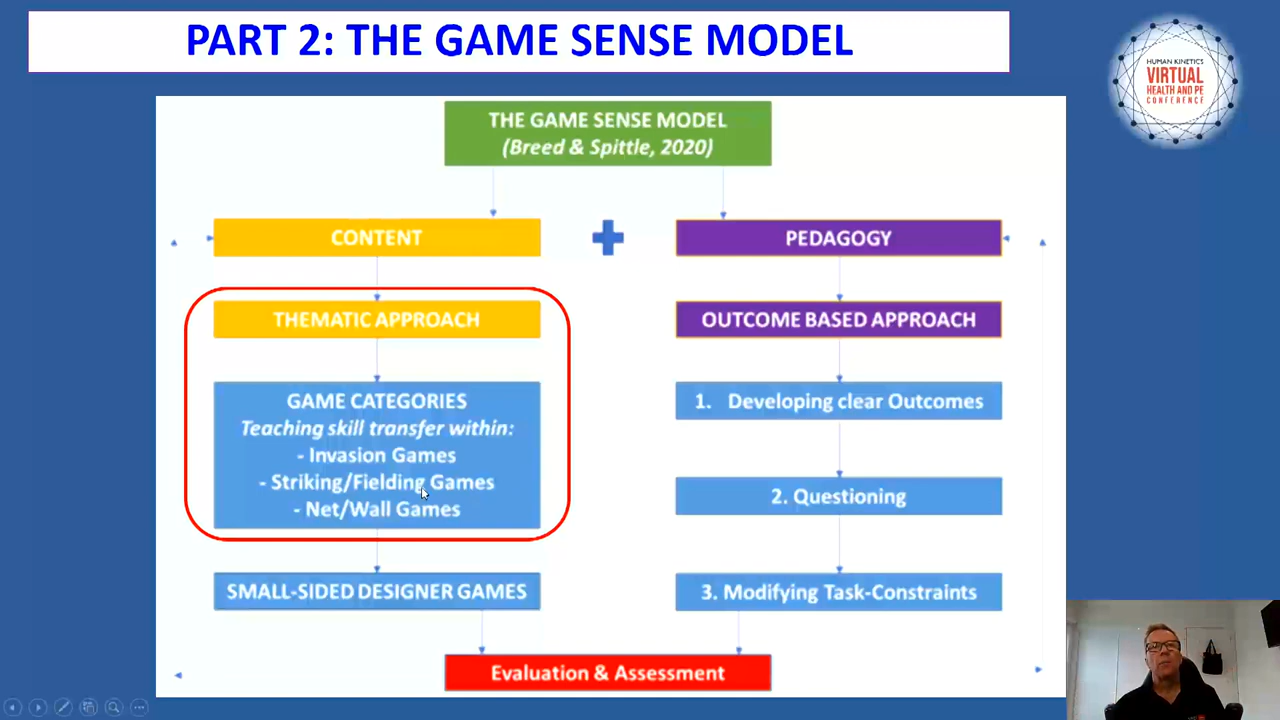 PART 2: THE GAME SENSE MODEL
HUMAN KINETICS
VIRTUAL
HEALTH AND PE
CONFERENCE
THE GAME SENSE MODEL
(Breed & Spittle, 2020)
CONTENT
PEDAGOGY
THEMATIC APPROACH
OUTCOME BASED APPROACH
GAME CATEGORIES
Teaching skill transfer within:
- Invasion Games
- Striking/Fielding Games
- Net/Wall Games
1. Developing clear Outcomes
2. Questioning
SMALL-SIDED DESIGNER GAMES
3. Modifying Task-Constraints
Evaluation & Assessment